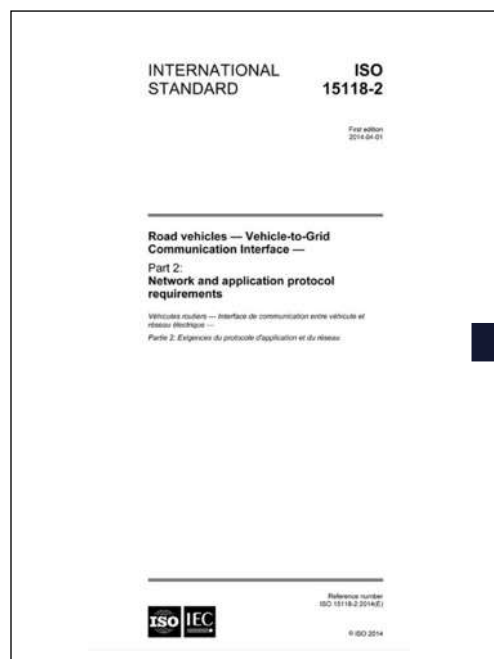 INTERNATIONAL
STANDARD
ISO
15118-2
First edition
2014-04-01
Road vehicles — Vehicle-to-Grid
Communication Interface —
Part 2:
Network and application protocol
requirements
Véhicules routiers — Interface de communication entre véhicule et
réseau électrique —
Partie 2: Exigences du protocole d'application et du réseau
Reference number
ISO 15118-2:2014(E)
ISO IEC
© ISO 2014